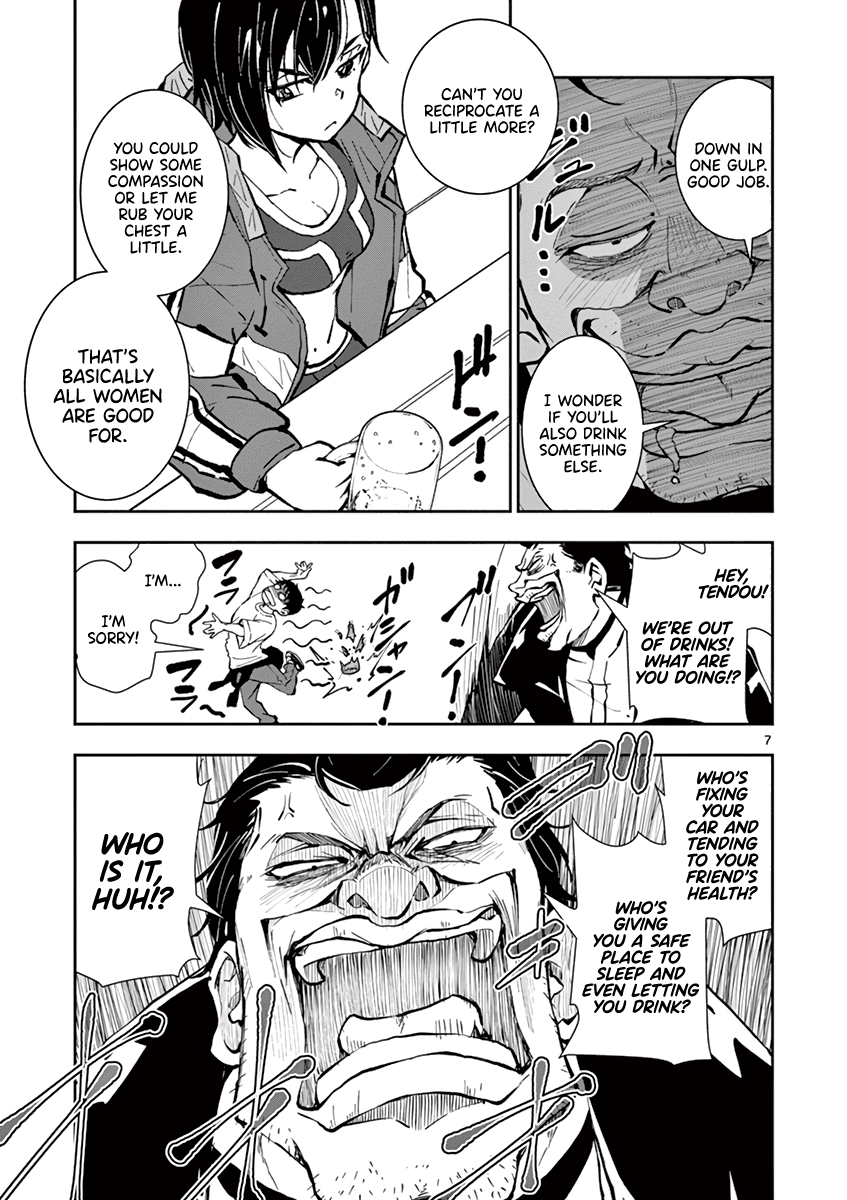 DOWN IN
ONE GULP.
GOOD JOB.
ジュル…
I WONDER
IF YOU'LL
ALSO DRINK
SOMETHING
ELSE.
CAN'T YOU
RECIPROCATE A
LITTLE MORE?
YOU COULD
SHOW SOME
COMPASSION
OR LET ME
RUB YOUR
CHEST A
LITTLE.
THAT'S
BASICALLY
ALL WOMEN
ARE GOOD
FOR.
ドン!
HEY,
TENDOU!
WE'RE OUT
OF DRINKS!
WHAT ARE
YOU DOING!?
ブン!
ガシャーン!
I'M...
I'M
SORRY!
7
WHO'S
FIXING
YOUR
CAR AND
TENDING
TO YOUR
FRIEND'S
HEALTH?
WHO'S
GIVING
YOU A SAFE
PLACE TO
SLEEP AND
EVEN LETTING
YOU DRINK?
WHO
IS IT,
HUH!?